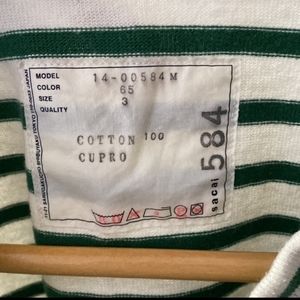 MODEL 14-00584M
COLOR 65
SIZE 3
QUALITY
COTTON 100
CUPRO
sacai 584